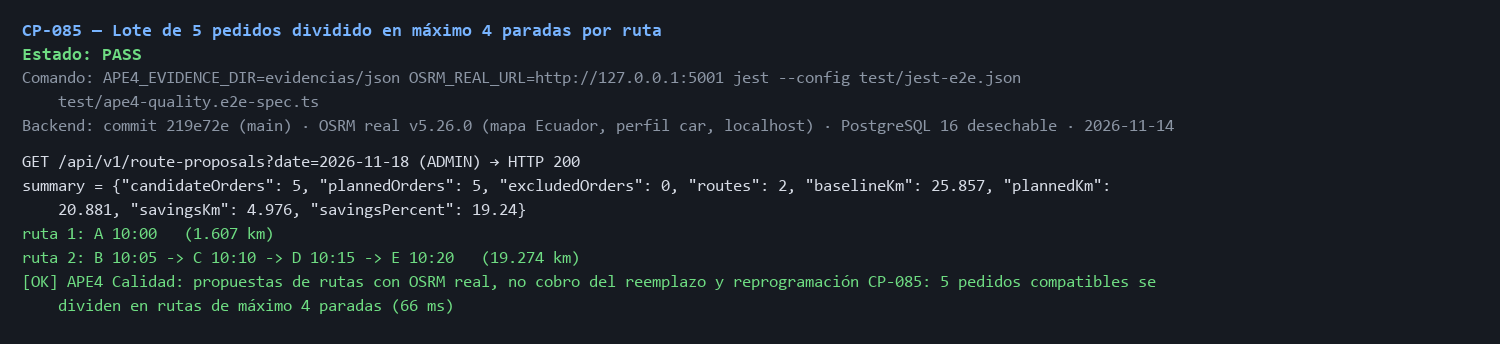 CP-085 — Lote de 5 pedidos dividido en máximo 4 paradas por ruta
Estado: PASS
Comando: APE4_EVIDENCE_DIR=evidencias/json OSRM_REAL_URL=http://127.0.0.1:5001 jest --config test/jest-e2e.json
test/ape4-quality.e2e-spec.ts
Backend: commit 219e72e (main) · OSRM real v5.26.0 (mapa Ecuador, perfil car, localhost) · PostgreSQL 16 desechable · 2026-11-14
GET /api/v1/route-proposals?date=2026-11-18 (ADMIN) → HTTP 200
summary = {"candidateOrders": 5, "plannedOrders": 5, "excludedOrders": 0, "routes": 2, "baselineKm": 25.857, "plannedKm":
20.881, "savingsKm": 4.976, "savingsPercent": 19.24}
ruta 1: A 10:00   (1.607 km)
ruta 2: B 10:05 -> C 10:10 -> D 10:15 -> E 10:20   (19.274 km)
[OK] APE4 Calidad: propuestas de rutas con OSRM real, no cobro del reemplazo y reprogramación CP-085: 5 pedidos compatibles se
dividen en rutas de máximo 4 paradas (66 ms)